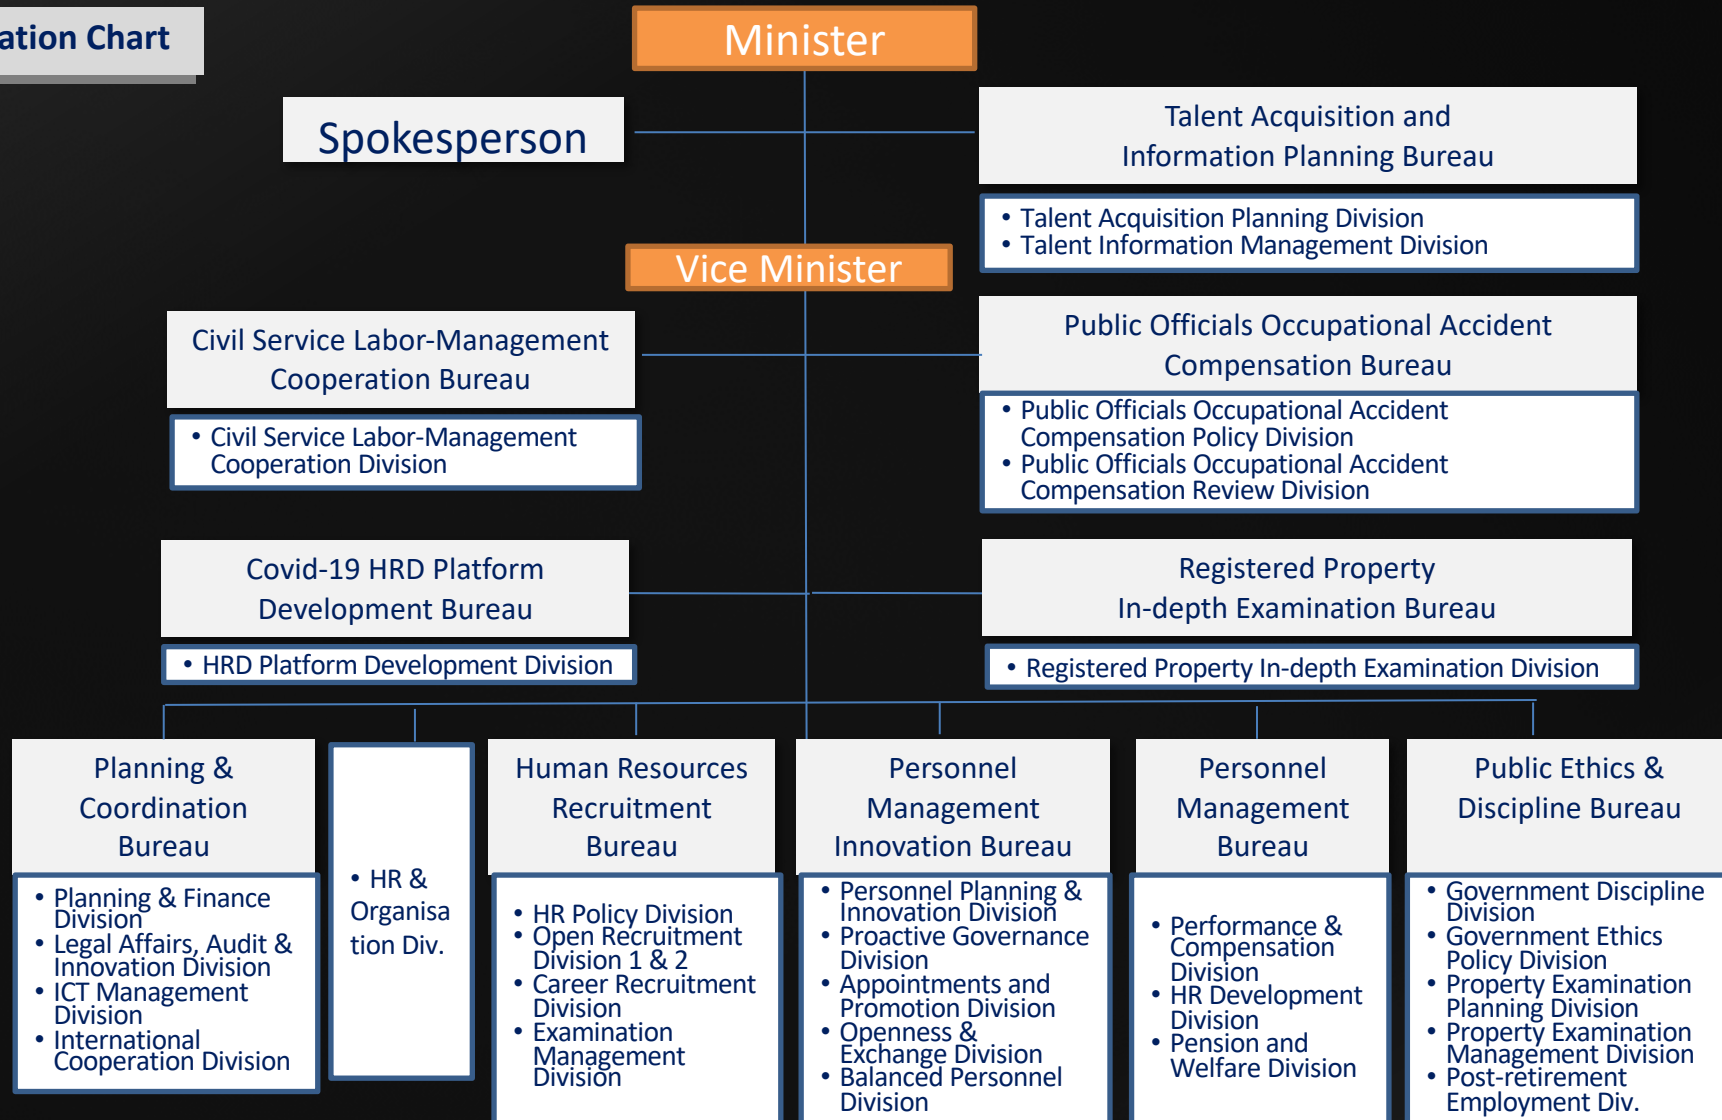 ation Chart
Minister
Spokesperson
Talent Acquisition and
Information Planning Bureau
• Talent Acquisition Planning Division
• Talent Information Management Division
Vice Minister
Civil Service Labor-Management
Cooperation Bureau
• Civil Service Labor-Management
Cooperation Division
Public Officials Occupational Accident
Compensation Bureau
• Public Officials Occupational Accident
Compensation Policy Division
• Public Officials Occupational Accident
Compensation Review Division
Covid-19 HRD Platform
Development Bureau
• HRD Platform Development Division
Registered Property
In-depth Examination Bureau
• Registered Property In-depth Examination Division
Planning &
Coordination
Bureau
• Planning & Finance
Division
• Legal Affairs, Audit &
Innovation Division
• ICT Management
Division
• International
Cooperation Division
• HR &
Organisa
tion Div.
Human Resources
Recruitment
Bureau
• HR Policy Division
• Open Recruitment
Division 1 & 2
• Career Recruitment
Division
• Examination
Management
Division
Personnel
Management
Innovation Bureau
• Personnel Planning &
Innovation Division
• Proactive Governance
Division
• Appointments and
Promotion Division
• Openness &
Exchange Division
• Balanced Personnel
Division
Personnel
Management
Bureau
• Performance &
Compensation
Division
• HR Development
Division
• Pension and
Welfare Division
Public Ethics &
Discipline Bureau
• Government Discipline
Division
• Government Ethics
Policy Division
• Property Examination
Planning Division
• Property Examination
Management Division
• Post-retirement
Employment Div.